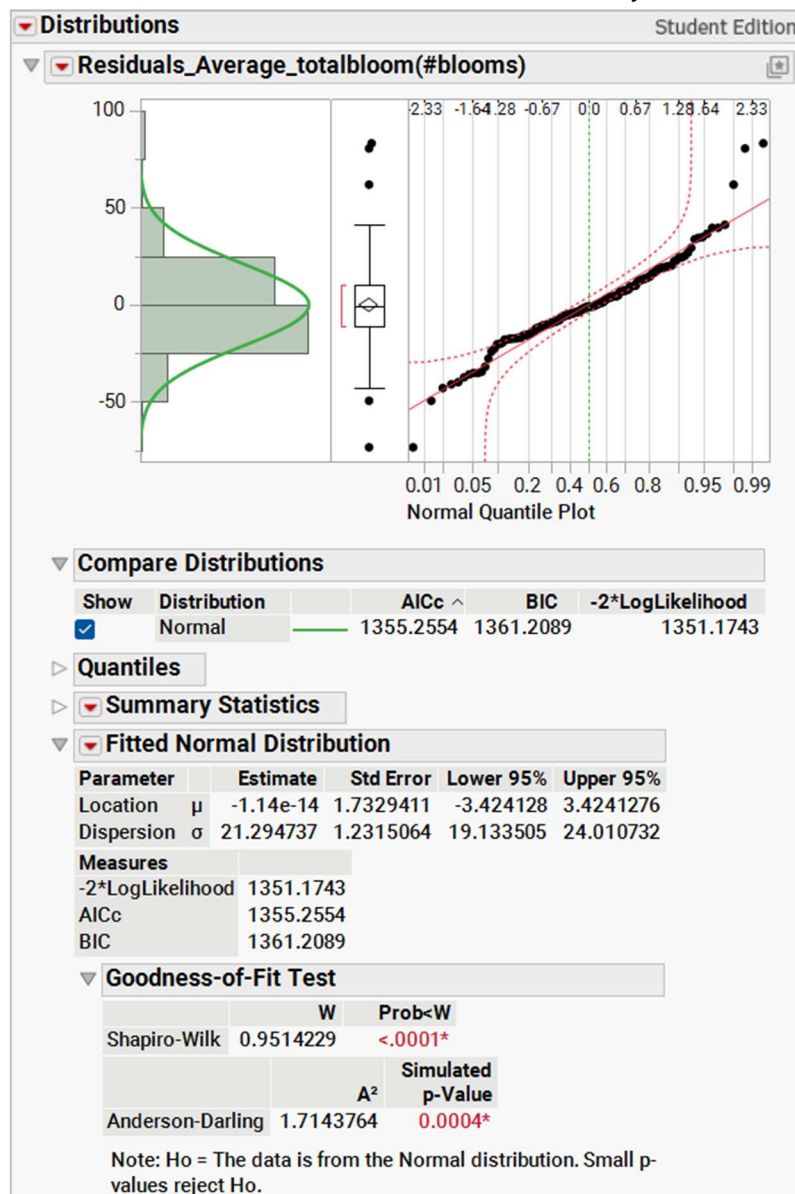 Distributions Student Edition
Residuals_Average_totalbloom(#blooms)
100
50
0
-50
-2.33 -1.64 -1.28 -0.67 0.0 0.67 1.28 1.64 2.33
0.01 0.05 0.2 0.4 0.6 0.8 0.95 0.99
Normal Quantile Plot
Compare Distributions
Show Distribution AICc BIC -2*LogLikelihood
Normal 1355.2554 1361.2089 1351.1743
Quantiles
Summary Statistics
Fitted Normal Distribution
Parameter Estimate Std Error Lower 95% Upper 95%
Location μ -1.14e-14 1.7329411 -3.424128 3.4241276
Dispersion σ 21.294737 1.2315064 19.133505 24.010732
Measures
-2*LogLikelihood 1351.1743
AICc 1355.2554
BIC 1361.2089
Goodness-of-Fit Test
W Prob<W
Shapiro-Wilk 0.9514229 <.0001*
Simulated
A² p-Value
Anderson-Darling 1.7143764 0.0004*
Note: Ho = The data is from the Normal distribution. Small p-
values reject Ho.